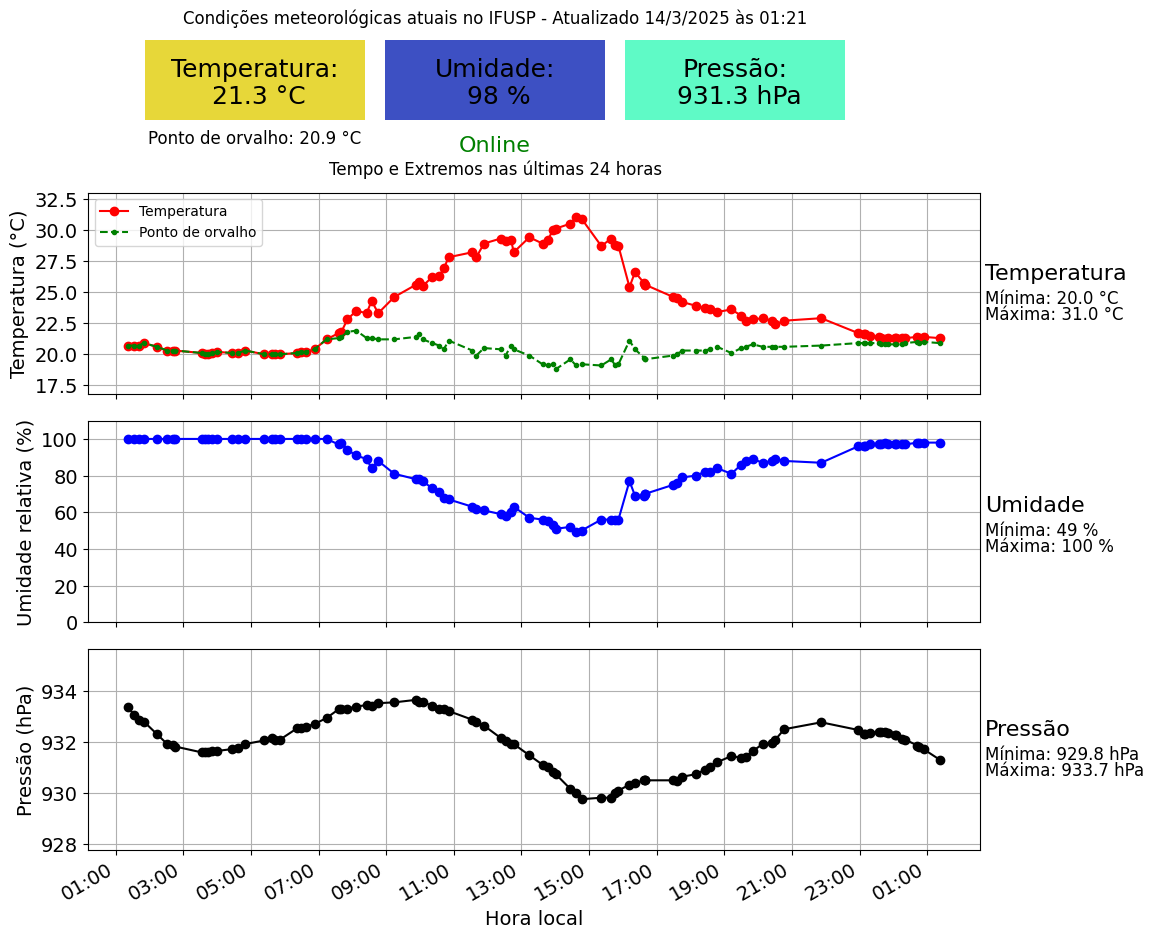 Condições meteorológicas atuais no IFUSP - Atualizado 14/3/2025 às 01:21
Temperatura:
21.3 °C
Umidade:
98 %
Pressão:
931.3 hPa
Ponto de orvalho: 20.9 °C
Online
Tempo e Extremos nas últimas 24 horas
Temperatura (°C)
32.5
30.0
27.5
25.0
22.5
20.0
17.5
Temperatura
Ponto de orvalho
Temperatura
Mínima: 20.0 °C
Máxima: 31.0 °C
Umidade relativa (%)
100
80
60
40
20
0
Umidade
Mínima: 49 %
Máxima: 100 %
Pressão (hPa)
934
932
930
928
Pressão
Mínima: 929.8 hPa
Máxima: 933.7 hPa
01:00 03:00 05:00 07:00 09:00 11:00 13:00 15:00 17:00 19:00 21:00 23:00 01:00
Hora local